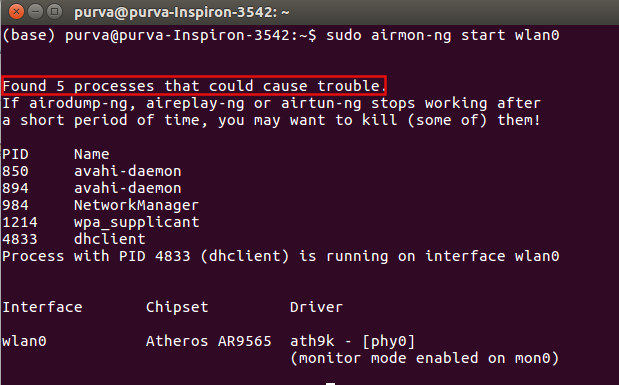 purva@purva-Inspiron-3542: ~
(base) purva@purva-Inspiron-3542:~$ sudo airmon-ng start wlan0
Found 5 processes that could cause trouble.
If airodump-ng, aireplay-ng or airtun-ng stops working after
a short period of time, you may want to kill (some of) them!
PID Name
850 avahi-daemon
894 avahi-daemon
984 NetworkManager
1214 wpa_supplicant
4833 dhclient
Process with PID 4833 (dhclient) is running on interface wlan0
Interface Chipset Driver
wlan0 Atheros AR9565 ath9k - [phy0]
(monitor mode enabled on mon0)